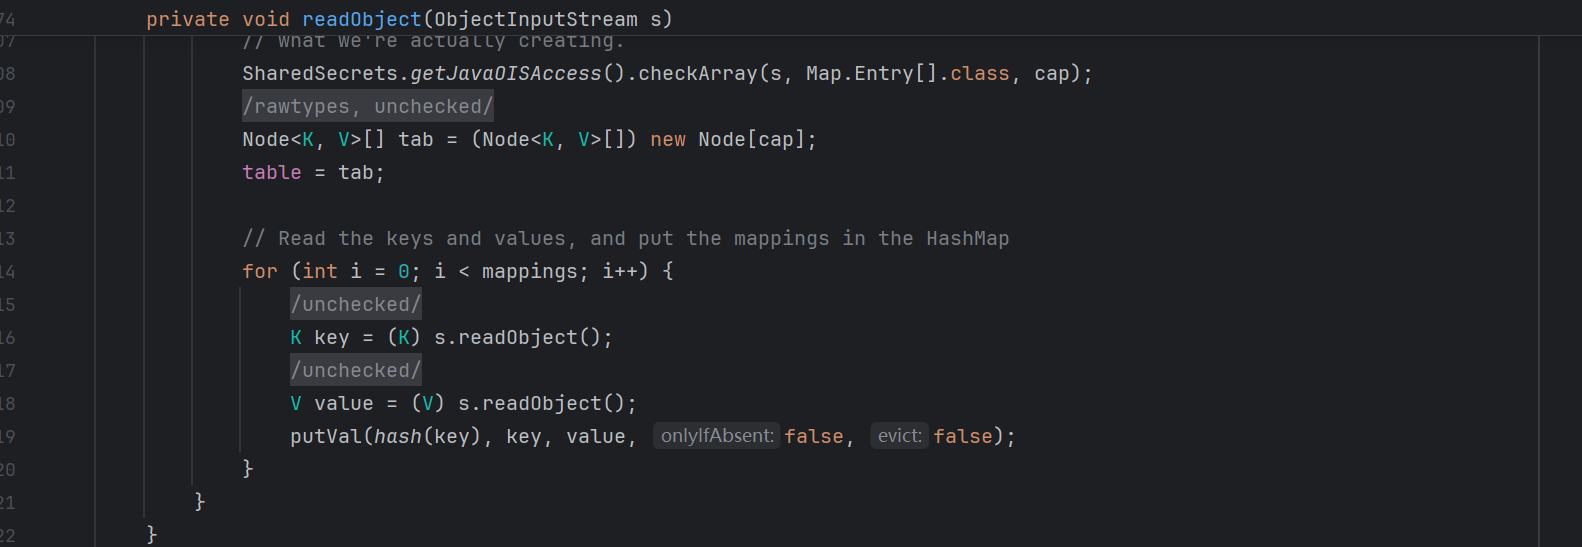 74 private void readObject(ObjectInputStream s)
07 // What we're actually creating.
08 SharedSecrets.getJavaOISAccess().checkArray(s, Map.Entry[].class, cap);
09 /rawtypes, unchecked/
10 Node<K, V>[] tab = (Node<K, V>[]) new Node[cap];
11 table = tab;
12
13 // Read the keys and values, and put the mappings in the HashMap
14 for (int i = 0; i < mappings; i++) {
15 /unchecked/
16 K key = (K) s.readObject();
17 /unchecked/
18 V value = (V) s.readObject();
19 putVal(hash(key), key, value, onlyIfAbsent: false, evict: false);
20 }
21 }
22 }